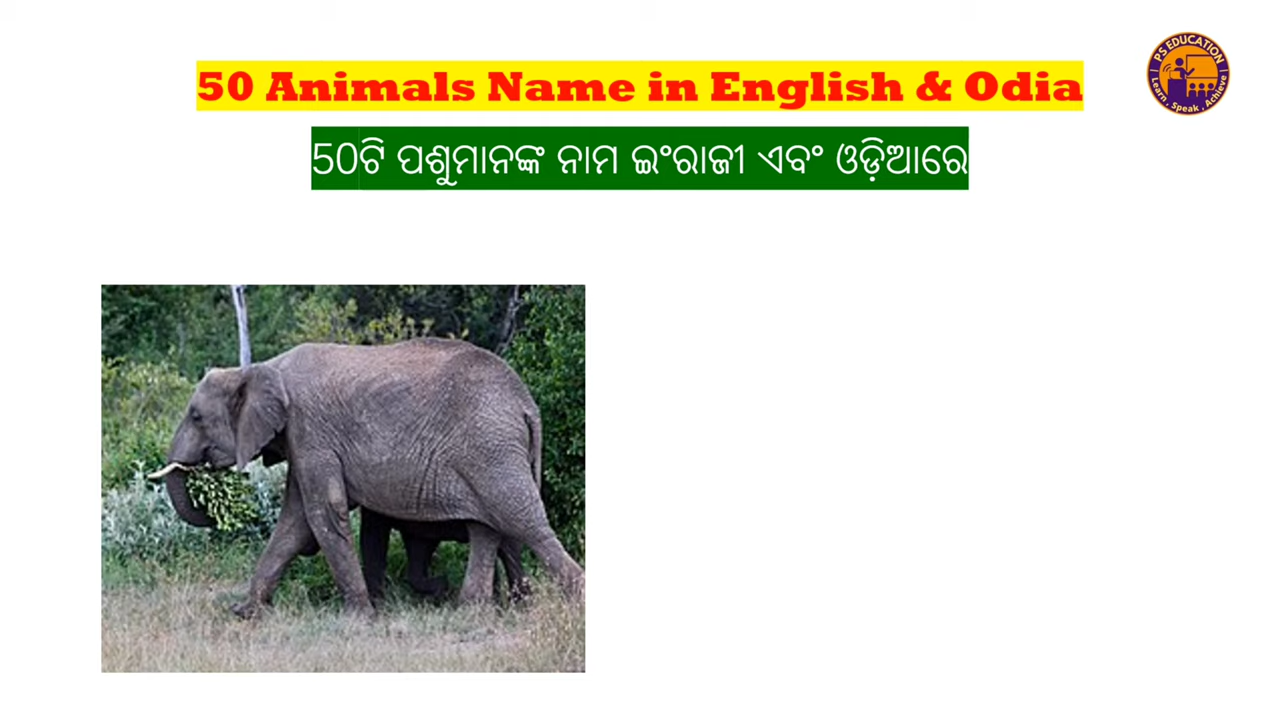 50 Animals Name in English & Odia
50ଟି ପଶୁମାନଙ୍କ ନାମ ଇଂରାଜୀ ଏବଂ ଓଡ଼ିଆରେ
PS EDUCATION
Learn , Speak , Achieve